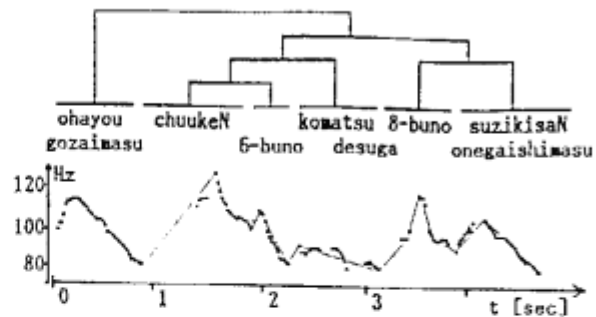 ohayou chuukeN komatsu 8-buno suzikisaN
gozaimasu 6-buno desuga onegaishimasu
Hz
120
100
80
0 1 2 3 t [sec]